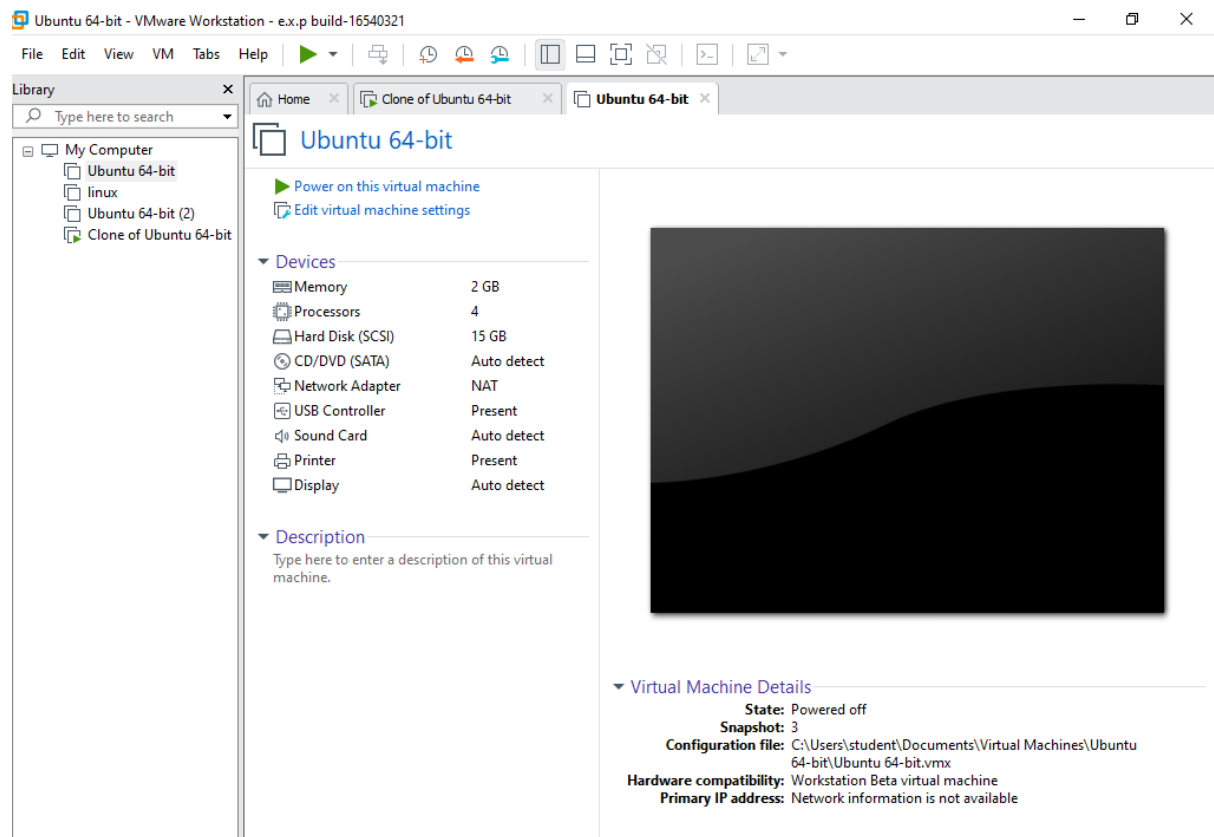 Ubuntu 64-bit - VMware Workstation - e.x.p build-16540321
File Edit View VM Tabs Help
Library
Type here to search
My Computer
Ubuntu 64-bit
linux
Ubuntu 64-bit (2)
Clone of Ubuntu 64-bit
Home Clone of Ubuntu 64-bit Ubuntu 64-bit
Ubuntu 64-bit
Power on this virtual machine
Edit virtual machine settings
Devices
Memory 2 GB
Processors 4
Hard Disk (SCSI) 15 GB
CD/DVD (SATA) Auto detect
Network Adapter NAT
USB Controller Present
Sound Card Auto detect
Printer Present
Display Auto detect
Description
Type here to enter a description of this virtual
machine.
Virtual Machine Details
State: Powered off
Snapshot: 3
Configuration file: C:\Users\student\Documents\Virtual Machines\Ubuntu
64-bit\Ubuntu 64-bit.vmx
Hardware compatibility: Workstation Beta virtual machine
Primary IP address: Network information is not available